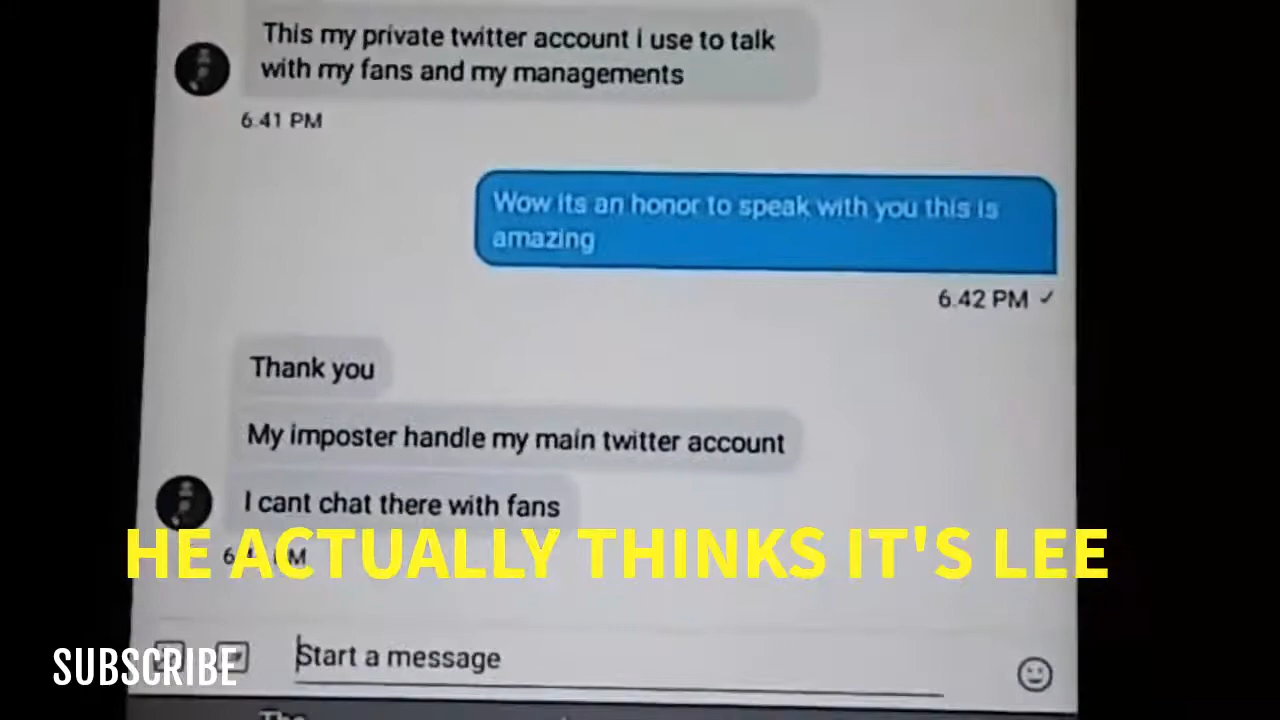 This my private twitter account i use to talk
with my fans and my managements
6:41 PM
Wow its an honor to speak with you this is
amazing
6:42 PM ✓
Thank you
My imposter handle my main twitter account
I cant chat there with fans
HE ACTUALLY THINKS IT'S LEE
Start a message
SUBSCRIBE